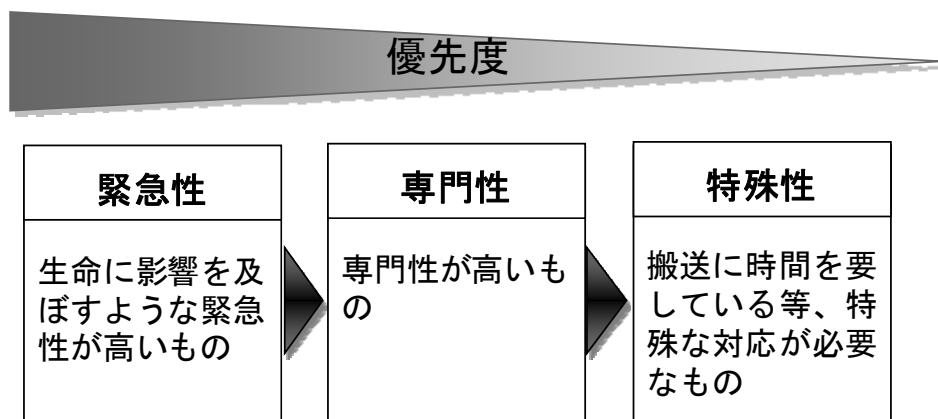 優先度
緊急性
生命に影響を及
ぼすような緊急
性が高いもの
専門性
専門性が高いも
の
特殊性
搬送に時間を要
している等、特
殊な対応が必要
なもの